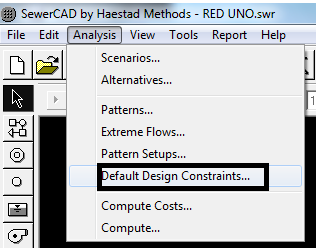 SewerCAD by Haestad Methods - RED UNO.swr
File Edit Analysis View Tools Report Help
Scenarios...
Alternatives...
Patterns...
Extreme Flows...
Pattern Setups...
Default Design Constraints...
Compute Costs...
Compute...